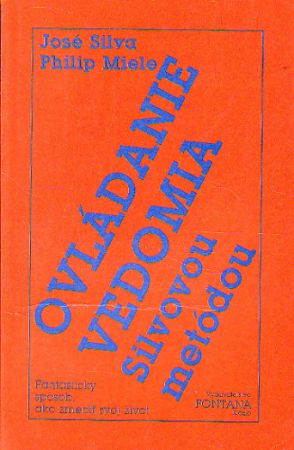 José Silva
Philip Miele
OVLÁDANIE
VEDOMIA
Silvovou
metódou
Fantastický
spôsob,
ako zmeniť svoj život
FONTANA